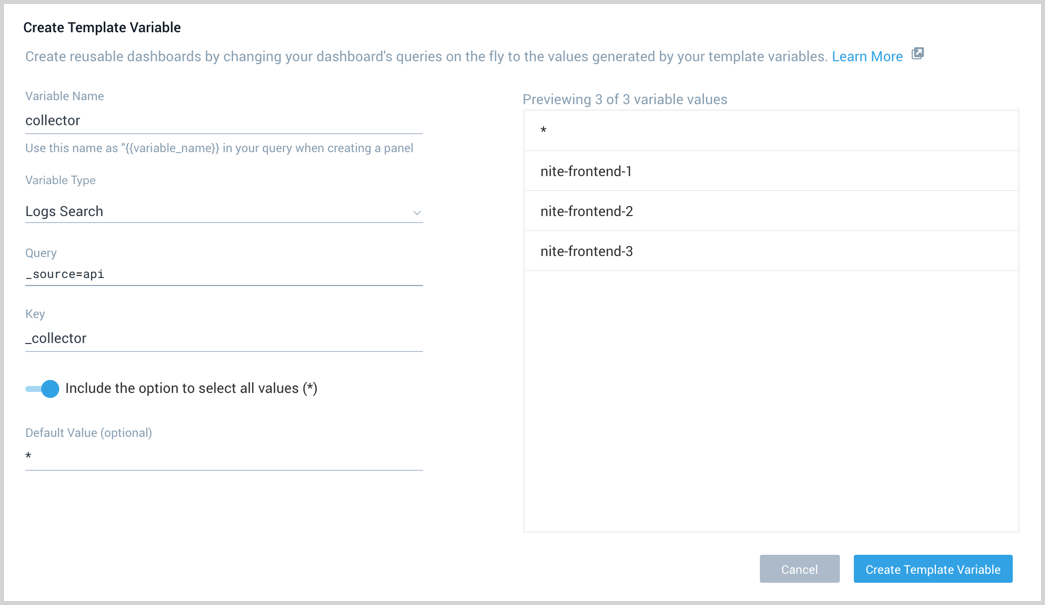 Create Template Variable
Create reusable dashboards by changing your dashboard's queries on the fly to the values generated by your template variables. Learn More
Variable Name
collector
Use this name as "{{variable_name}} in your query when creating a panel
Variable Type
Logs Search
Query
_source=api
Key
_collector
Include the option to select all values (*)
Default Value (optional)
*
Previewing 3 of 3 variable values
*
nite-frontend-1
nite-frontend-2
nite-frontend-3
Cancel
Create Template Variable